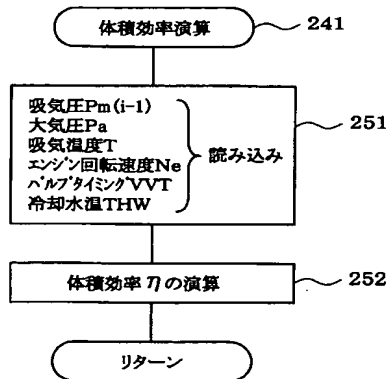 体積効率演算 241
吸気圧Pm(i-1)
大気圧Pa
吸気温度T
エンジン回転速度Ne
バルブタイミングVVT
冷却水温THW
読み込み
251
体積効率ηの演算 252
リターン